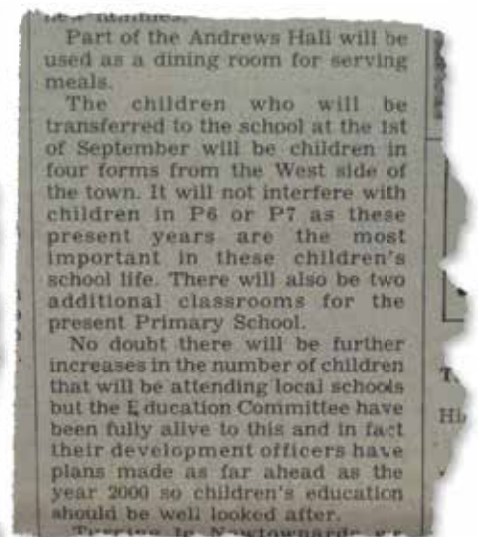 Part of the Andrews Hall will be
used as a dining room for serving
meals.
The children who will be
transferred to the school at the 1st
of September will be children in
four forms from the West side of
the town. It will not interfere with
children in P6 or P7 as these
present years are the most
important in these children's
school life. There will also be two
additional classrooms for the
present Primary School.
No doubt there will be further
increases in the number of children
that will be attending local schools
but the Education Committee have
been fully alive to this and in fact
their development officers have
plans made as far ahead as the
year 2000 so children's education
should be well looked after.